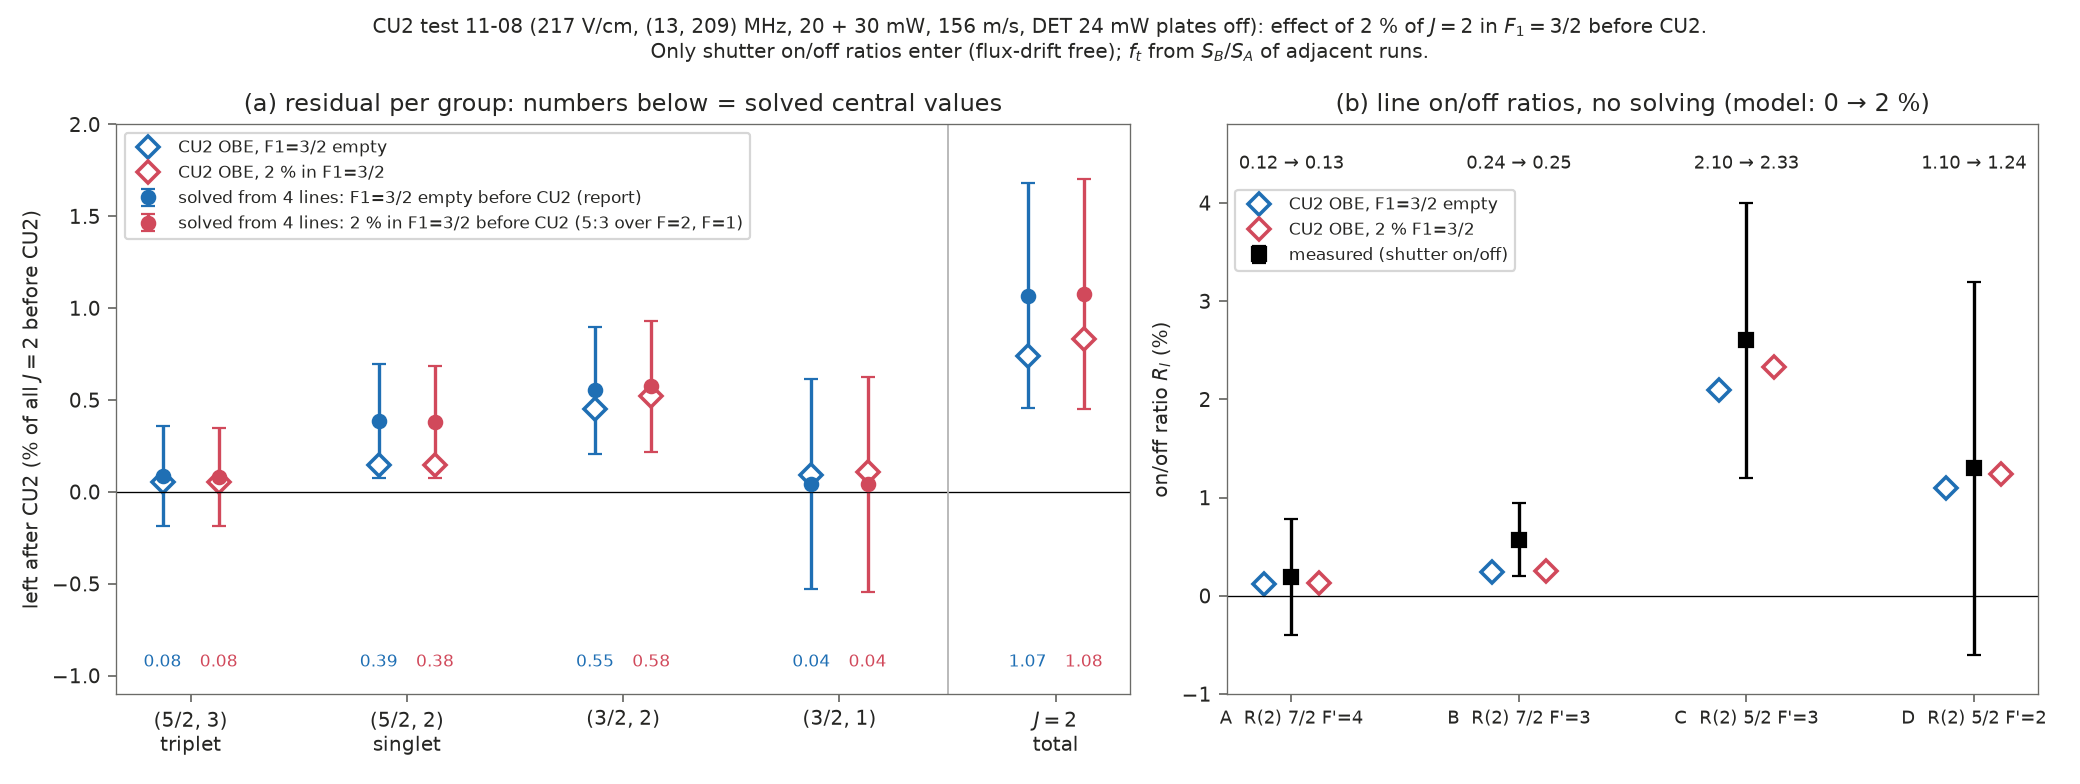 CU2 test 11-08 (217 V/cm, (13, 209) MHz, 20 + 30 mW, 156 m/s, DET 24 mW plates off): effect of 2 % of J = 2 in F₁ = 3/2 before CU2.
Only shutter on/off ratios enter (flux-drift free); fₜ from S_B/S_A of adjacent runs.
(a) residual per group: numbers below = solved central values
left after CU2 (% of all J = 2 before CU2)
2.0
1.5
1.0
0.5
0.0
−0.5
−1.0
CU2 OBE, F1=3/2 empty
CU2 OBE, 2 % in F1=3/2
solved from 4 lines: F1=3/2 empty before CU2 (report)
solved from 4 lines: 2 % in F1=3/2 before CU2 (5:3 over F=2, F=1)
0.08 0.08 0.39 0.38 0.55 0.58 0.04 0.04 1.07 1.08
(5/2, 3) (5/2, 2) (3/2, 2) (3/2, 1) J = 2
triplet singlet total
(b) line on/off ratios, no solving (model: 0 → 2 %)
on/off ratio R_l (%)
4
3
2
1
0
−1
0.12 → 0.13 0.24 → 0.25 2.10 → 2.33 1.10 → 1.24
CU2 OBE, F1=3/2 empty
CU2 OBE, 2 % F1=3/2
measured (shutter on/off)
A R(2) 7/2 F'=4 B R(2) 7/2 F'=3 C R(2) 5/2 F'=3 D R(2) 5/2 F'=2